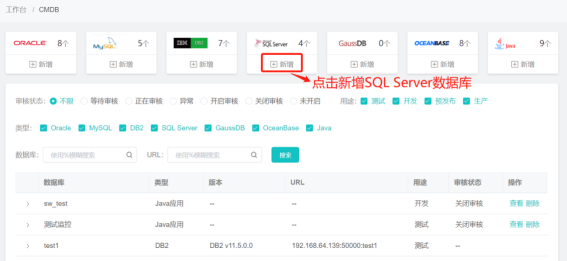 工作台 / CMDB
ORACLE 8个 MySQL 5个 IBM DB2 7个 SQL Server 4个 GaussDB 0个 OCEANBASE 8个 Java 9个
新增 新增 新增 新增 新增 新增 新增
点击新增SQL Server数据库
审核状态: 不限 等待审核 正在审核 异常 开启审核 关闭审核 未开启 用途: 测试 开发 预发布 生产
类型: Oracle MySQL DB2 SQL Server GaussDB OceanBase Java
数据库: 使用%模糊搜索 URL: 使用%模糊搜索 搜索
数据库 类型 版本 URL 用途 审核状态 操作
sw_test Java应用 -- -- 开发 关闭审核 查看 删除
测试监控 Java应用 -- -- 测试 关闭审核 查看 删除
test1 DB2 DB2 v11.5.0.0 192.168.64.139:50000:test1 测试 -- 查看 删除